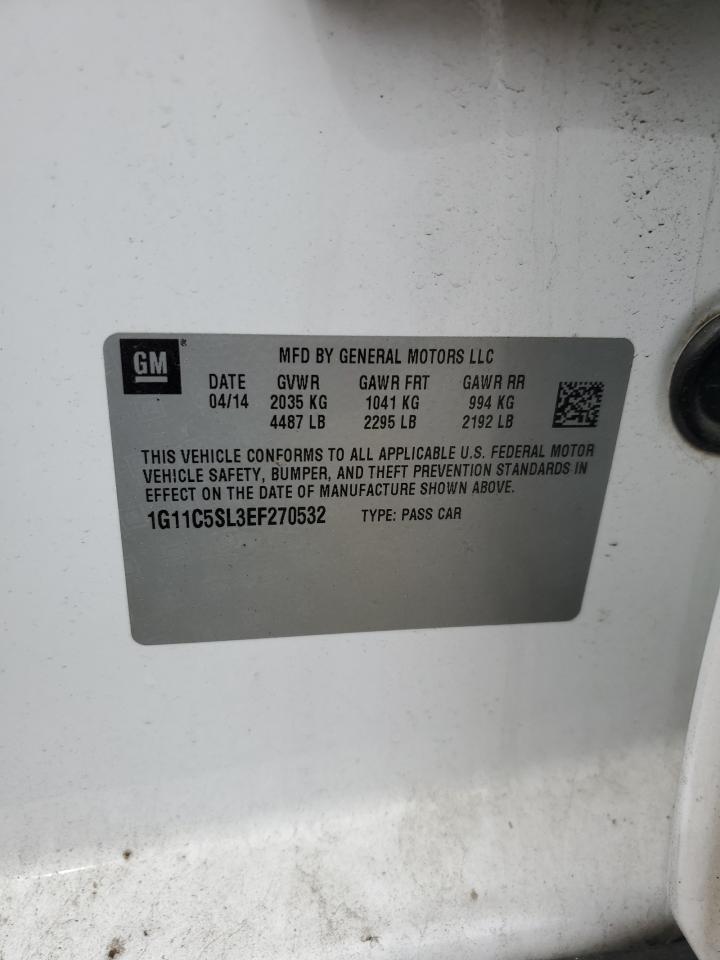 GM ®
MFD BY GENERAL MOTORS LLC
DATE GVWR GAWR FRT GAWR RR
04/14 2035 KG 1041 KG 994 KG
4487 LB 2295 LB 2192 LB
THIS VEHICLE CONFORMS TO ALL APPLICABLE U.S. FEDERAL MOTOR
VEHICLE SAFETY, BUMPER, AND THEFT PREVENTION STANDARDS IN
EFFECT ON THE DATE OF MANUFACTURE SHOWN ABOVE.
1G11C5SL3EF270532 TYPE: PASS CAR